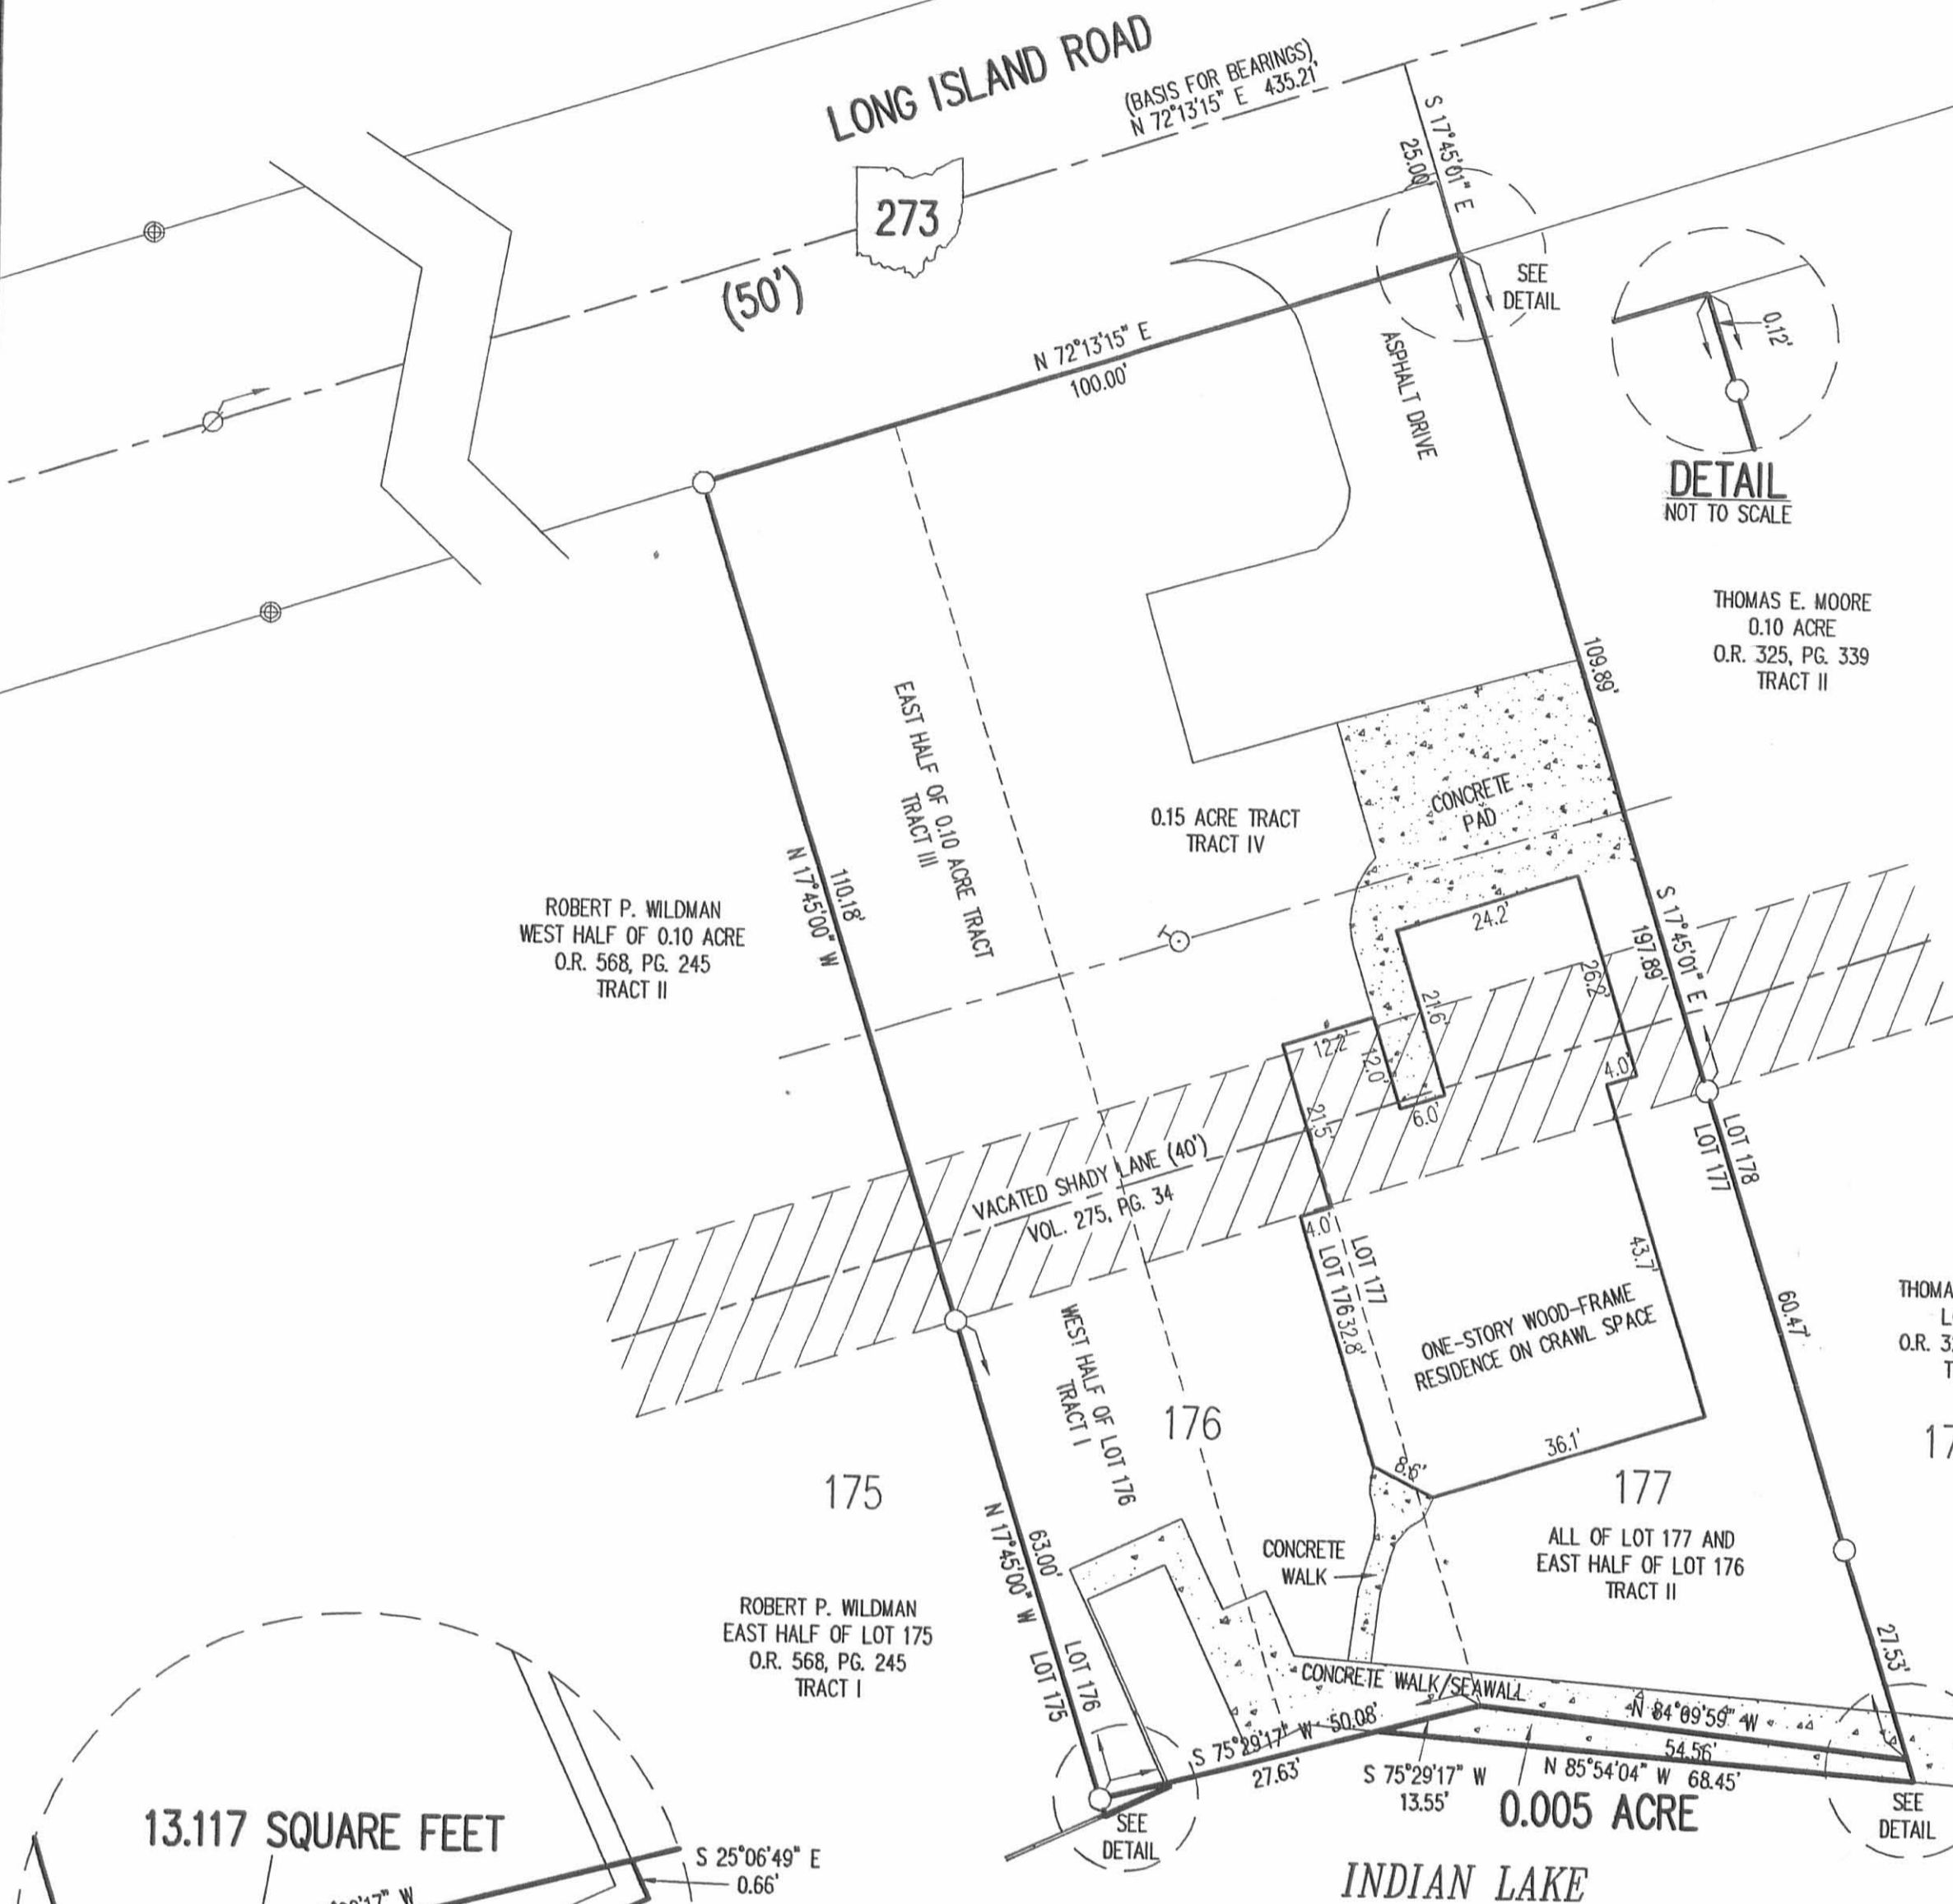 LONG ISLAND ROAD
(BASIS FOR BEARINGS)
N 72°13'15" E 435.21'
S 17°45'01" E
25.00'
273
(50')
SEE
DETAIL
0.12'
DETAIL
NOT TO SCALE
N 72°13'15" E
100.00'
ASPHALT DRIVE
THOMAS E. MOORE
0.10 ACRE
O.R. 325, PG. 339
TRACT II
109.89'
EAST HALF OF 0.10 ACRE TRACT
TRACT III
0.15 ACRE TRACT
TRACT IV
CONCRETE
PAD
110.18'
N 17°45'00" W
ROBERT P. WILDMAN
WEST HALF OF 0.10 ACRE
O.R. 568, PG. 245
TRACT II
24.2'
S 17°45'01" E
197.89'
26.2'
21.6'
12.2'
12.0'
4.0'
6.0'
21.5'
VACATED SHADY LANE (40')
VOL. 275, PG. 34
LOT 178
LOT 177
4.0'
LOT 177
LOT 176
32.8'
43.7'
ONE-STORY WOOD-FRAME
RESIDENCE ON CRAWL SPACE
60.47'
THOMA
L
O.R. 3
T
17
WEST HALF OF LOT 176
TRACT I
176
175
36.1'
8.6'
177
ALL OF LOT 177 AND
EAST HALF OF LOT 176
TRACT II
CONCRETE
WALK
63.00'
N 17°45'00" W
LOT 176
LOT 175
ROBERT P. WILDMAN
EAST HALF OF LOT 175
O.R. 568, PG. 245
TRACT I
27.53'
CONCRETE WALK/SEAWALL
N 84°09'59" W
54.56'
S 75°29'17" W 50.08'
27.63'
S 75°29'17" W
13.55'
N 85°54'04" W 68.45'
0.005 ACRE
SEE
DETAIL
SEE
DETAIL
13.117 SQUARE FEET
S 25°06'49" E
0.66'
INDIAN LAKE